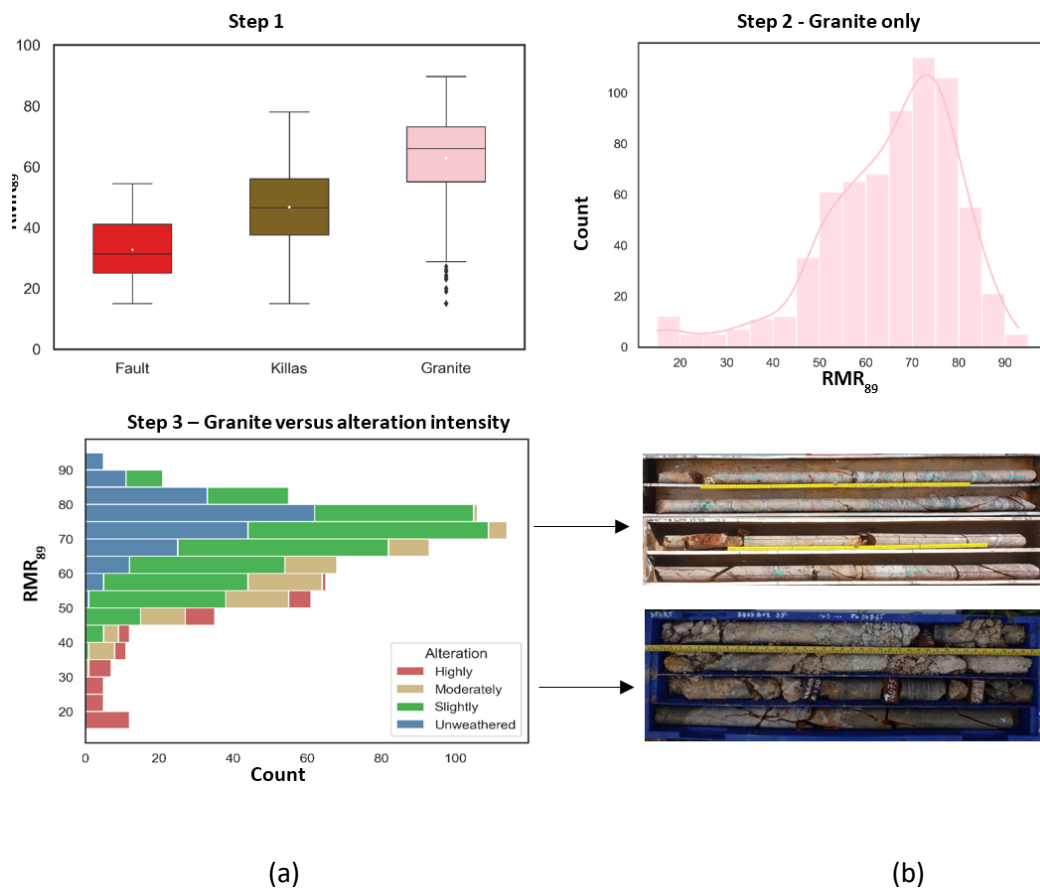 Step 1
100
80
60
40
20
0
RMR89
Fault Killas Granite
Step 2 - Granite only
100
80
60
40
20
0
Count
20 30 40 50 60 70 80 90
RMR89
Step 3 – Granite versus alteration intensity
90
80
70
60
50
40
30
20
RMR89
Alteration
Highly
Moderately
Slightly
Unweathered
0 20 40 60 80 100
Count
(a) (b)